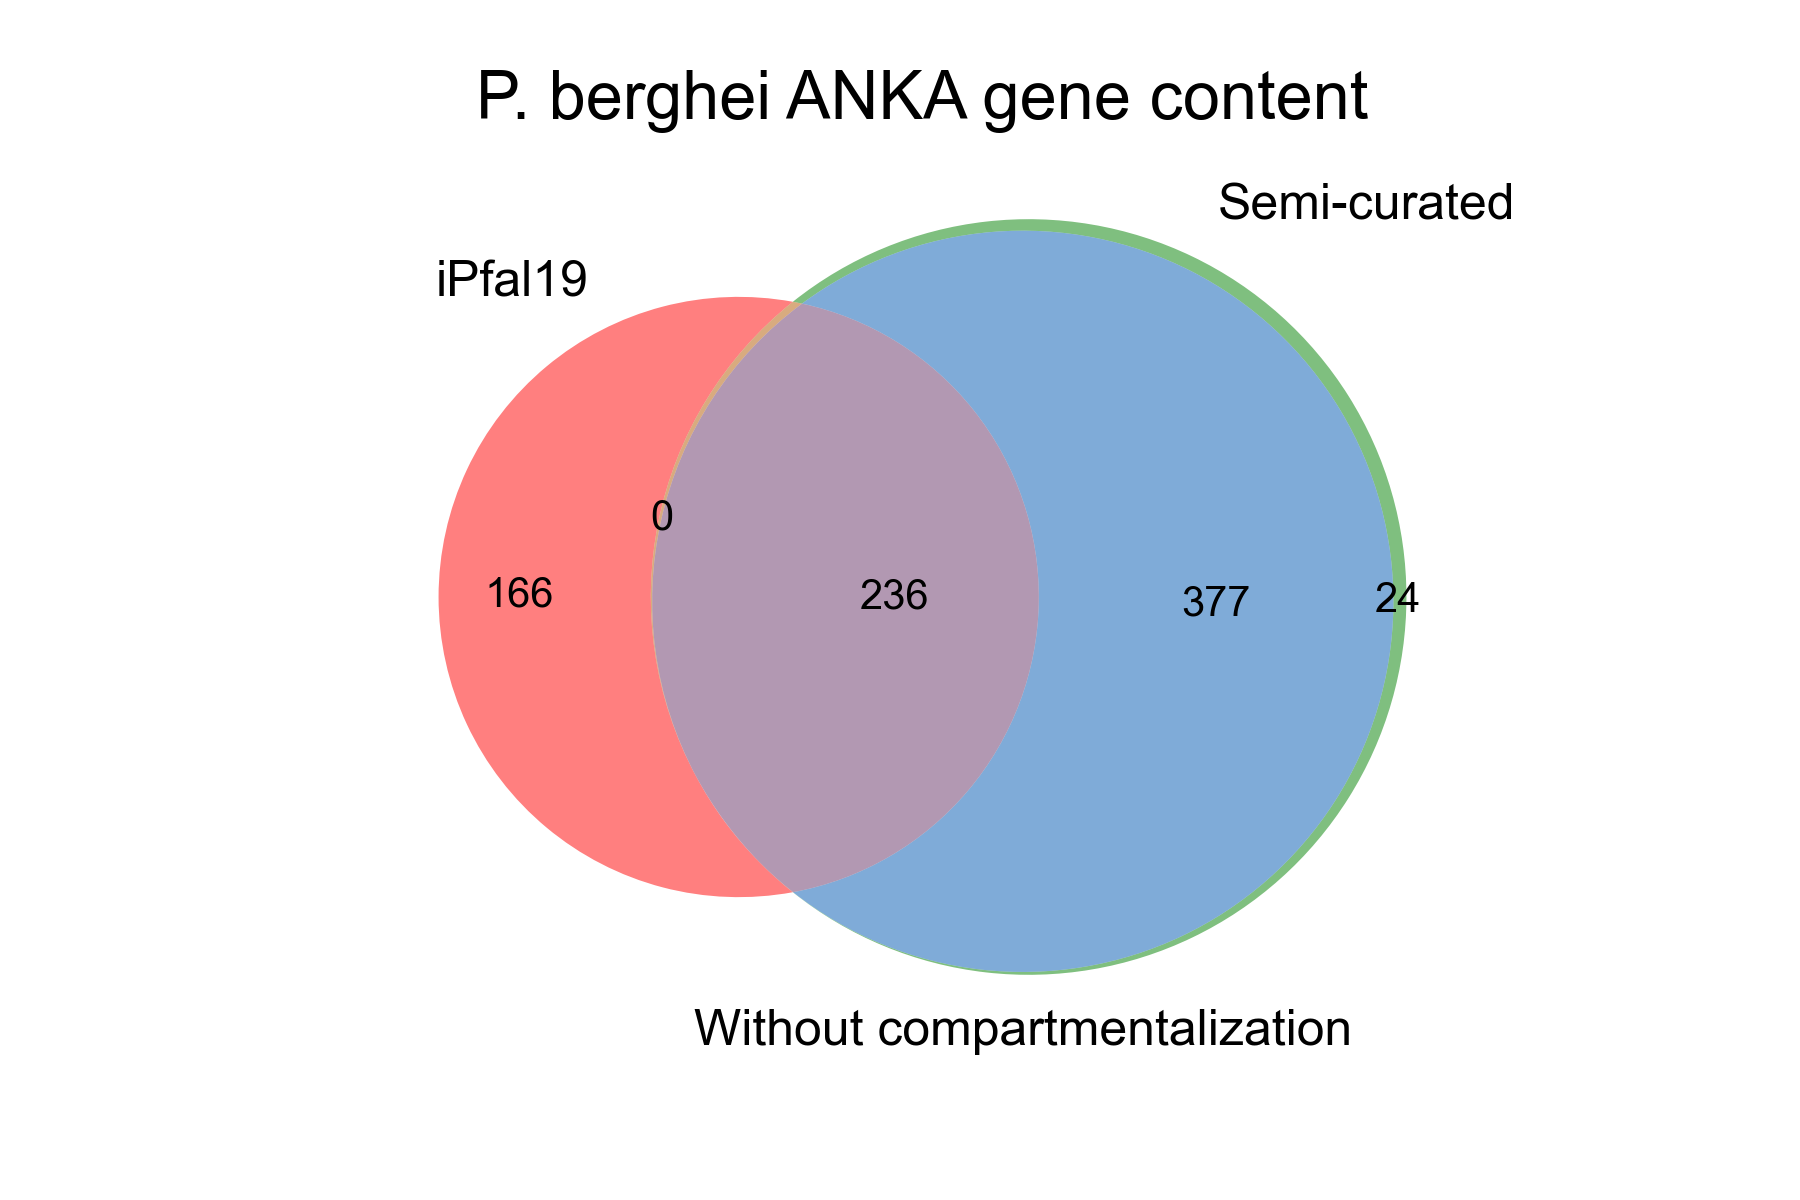 P. berghei ANKA gene content
Semi-curated
iPfal19
0
166
236
377
24
Without compartmentalization